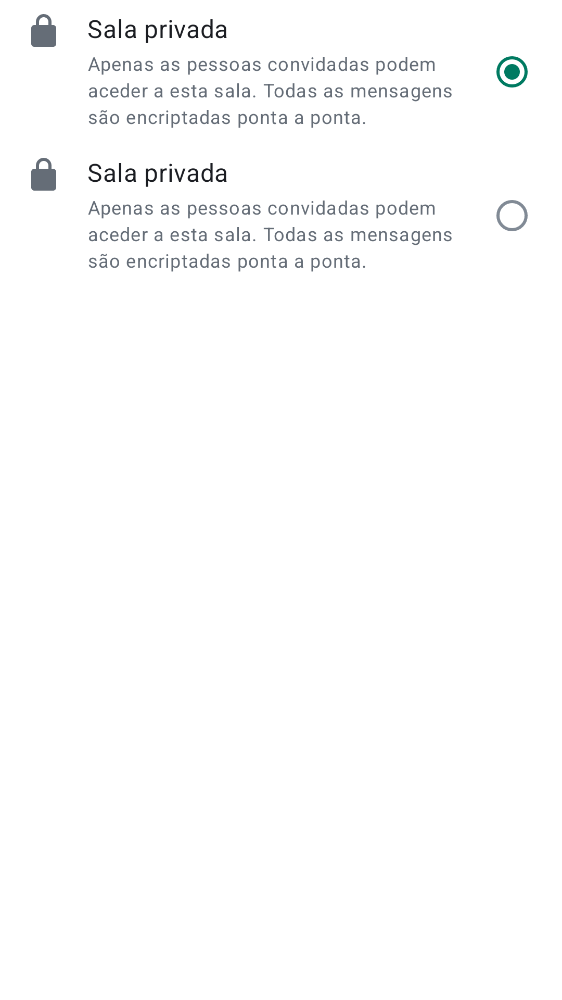 Sala privada
Apenas as pessoas convidadas podem
aceder a esta sala. Todas as mensagens
são encriptadas ponta a ponta.
Sala privada
Apenas as pessoas convidadas podem
aceder a esta sala. Todas as mensagens
são encriptadas ponta a ponta.